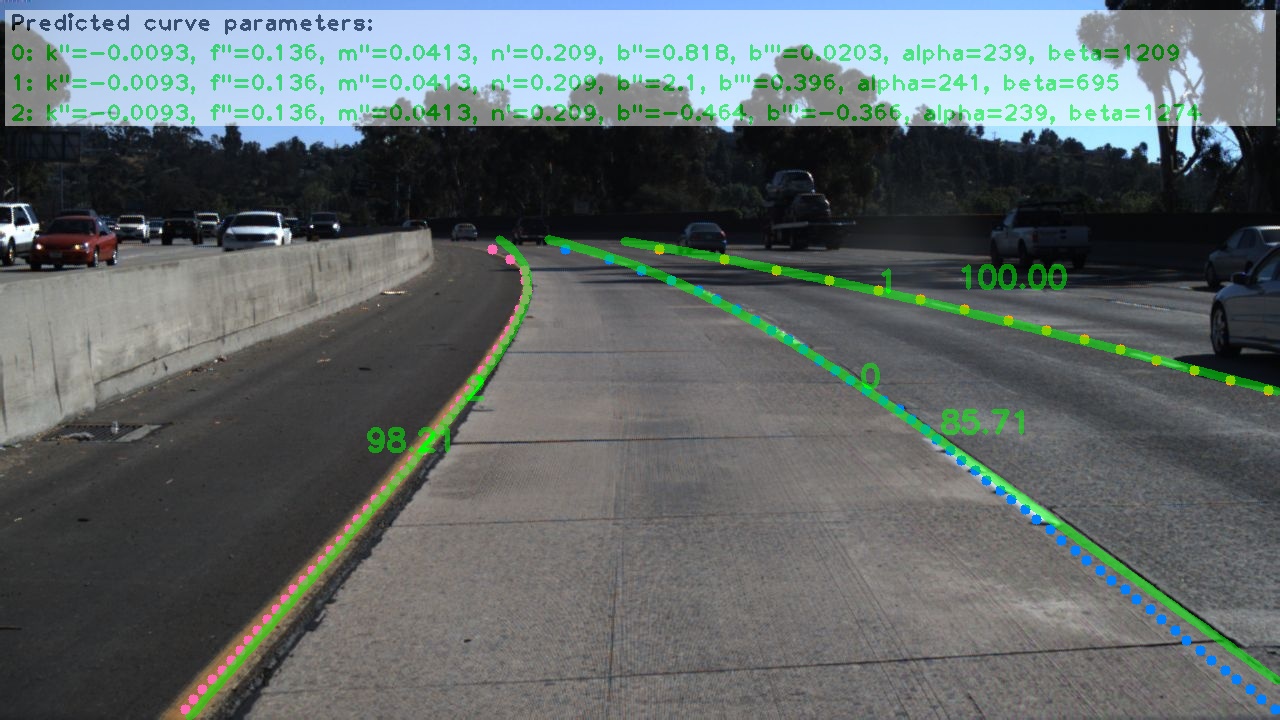 Predicted curve parameters:
0: k''=-0.0093, f''=0.136, m''=0.0413, n'=0.209, b''=0.818, b'''=0.0203, alpha=239, beta=1209
1: k''=-0.0093, f''=0.136, m''=0.0413, n'=0.209, b''=2.1, b'''=0.396, alpha=241, beta=695
2: k''=-0.0093, f''=0.136, m''=0.0413, n'=0.209, b''=-0.464, b'''=-0.366, alpha=239, beta=1274
1 100.00
0
2
85.71
98.21